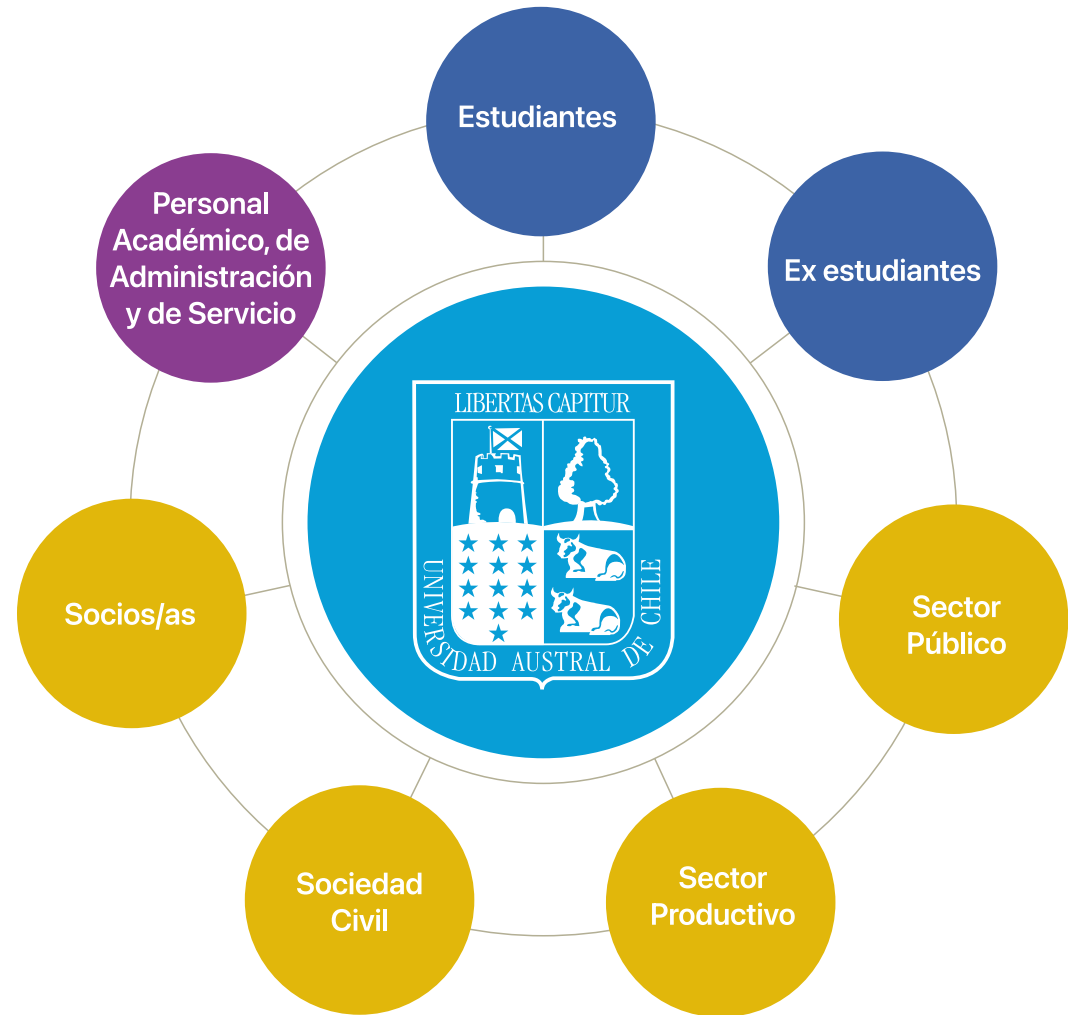 Estudiantes
Ex estudiantes
Sector
Público
Sector
Productivo
Sociedad
Civil
Socios/as
Personal
Académico, de
Administración
y de Servicio
LIBERTAS CAPITUR
UNIVERSIDAD AUSTRAL DE CHILE